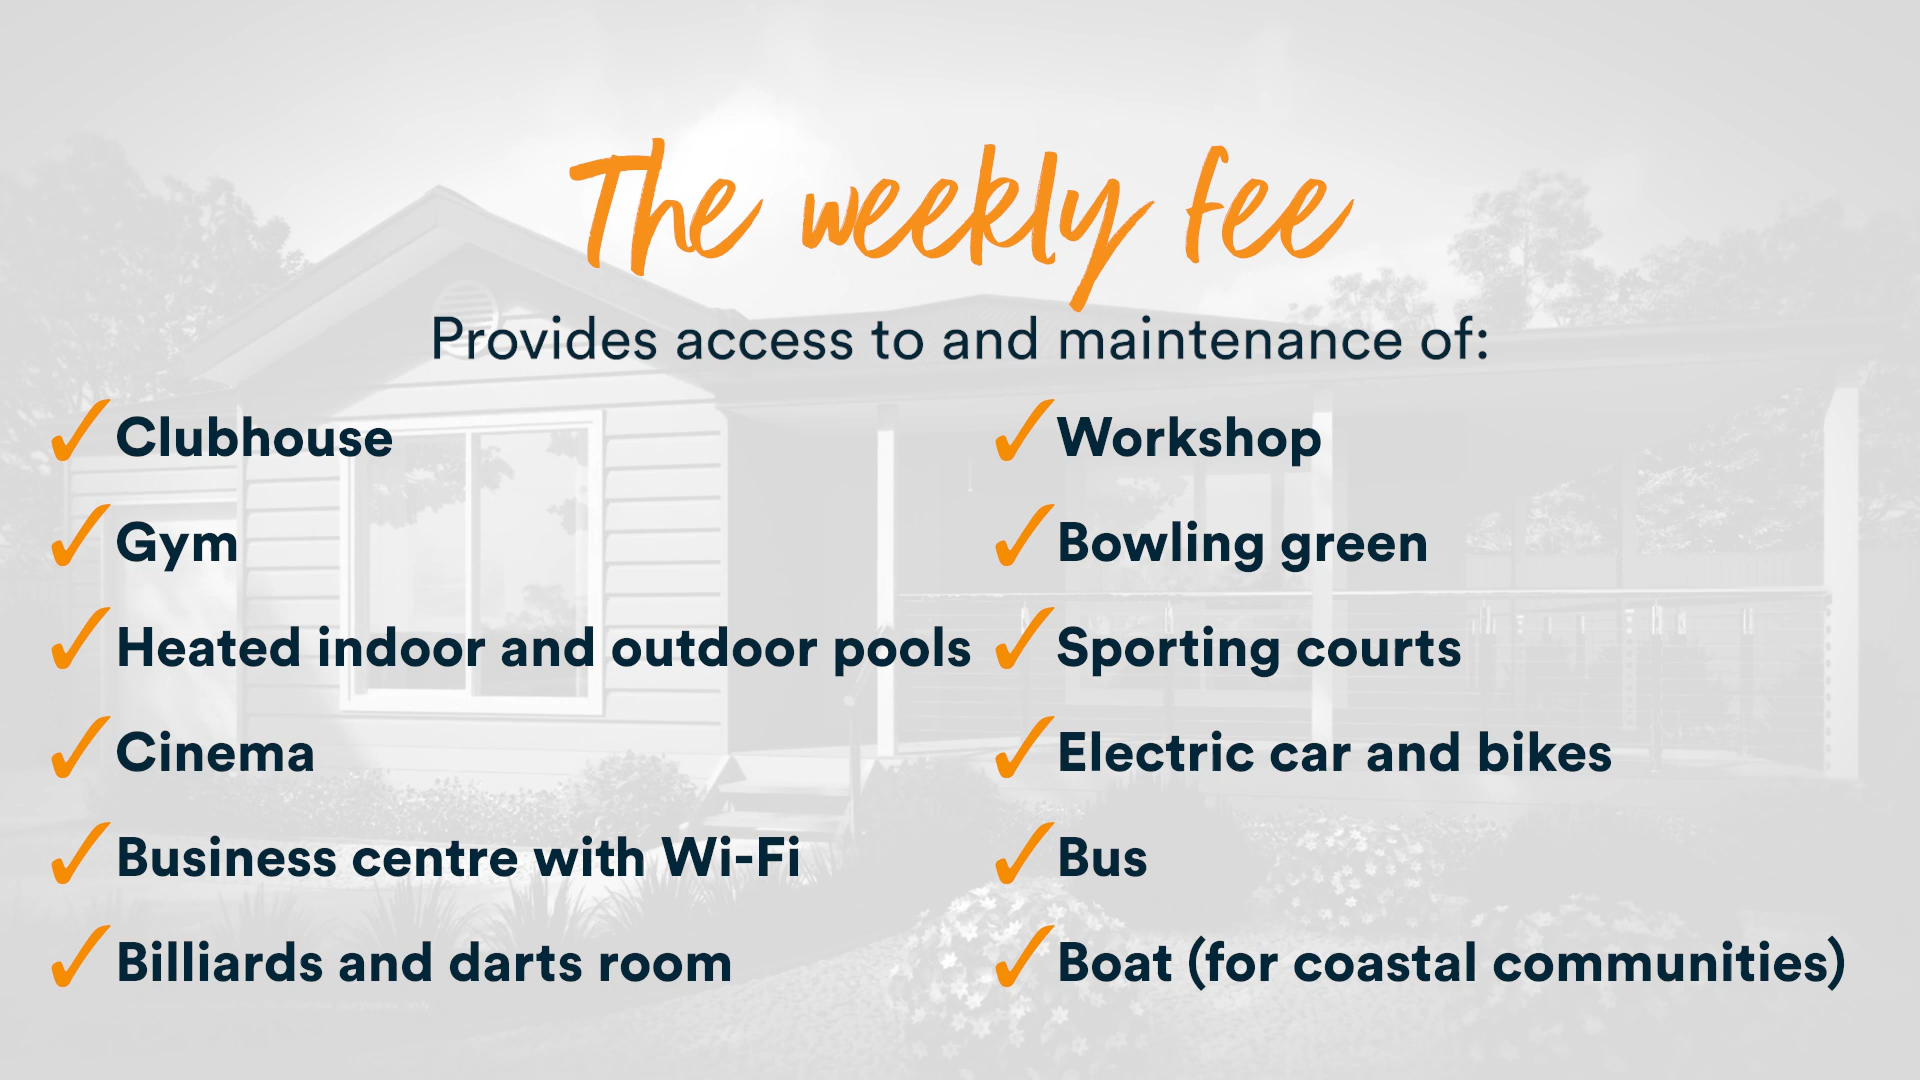 The weekly fee
Provides access to and maintenance of:
Clubhouse
Gym
Heated indoor and outdoor pools
Cinema
Business centre with Wi-Fi
Billiards and darts room
Workshop
Bowling green
Sporting courts
Electric car and bikes
Bus
Boat (for coastal communities)